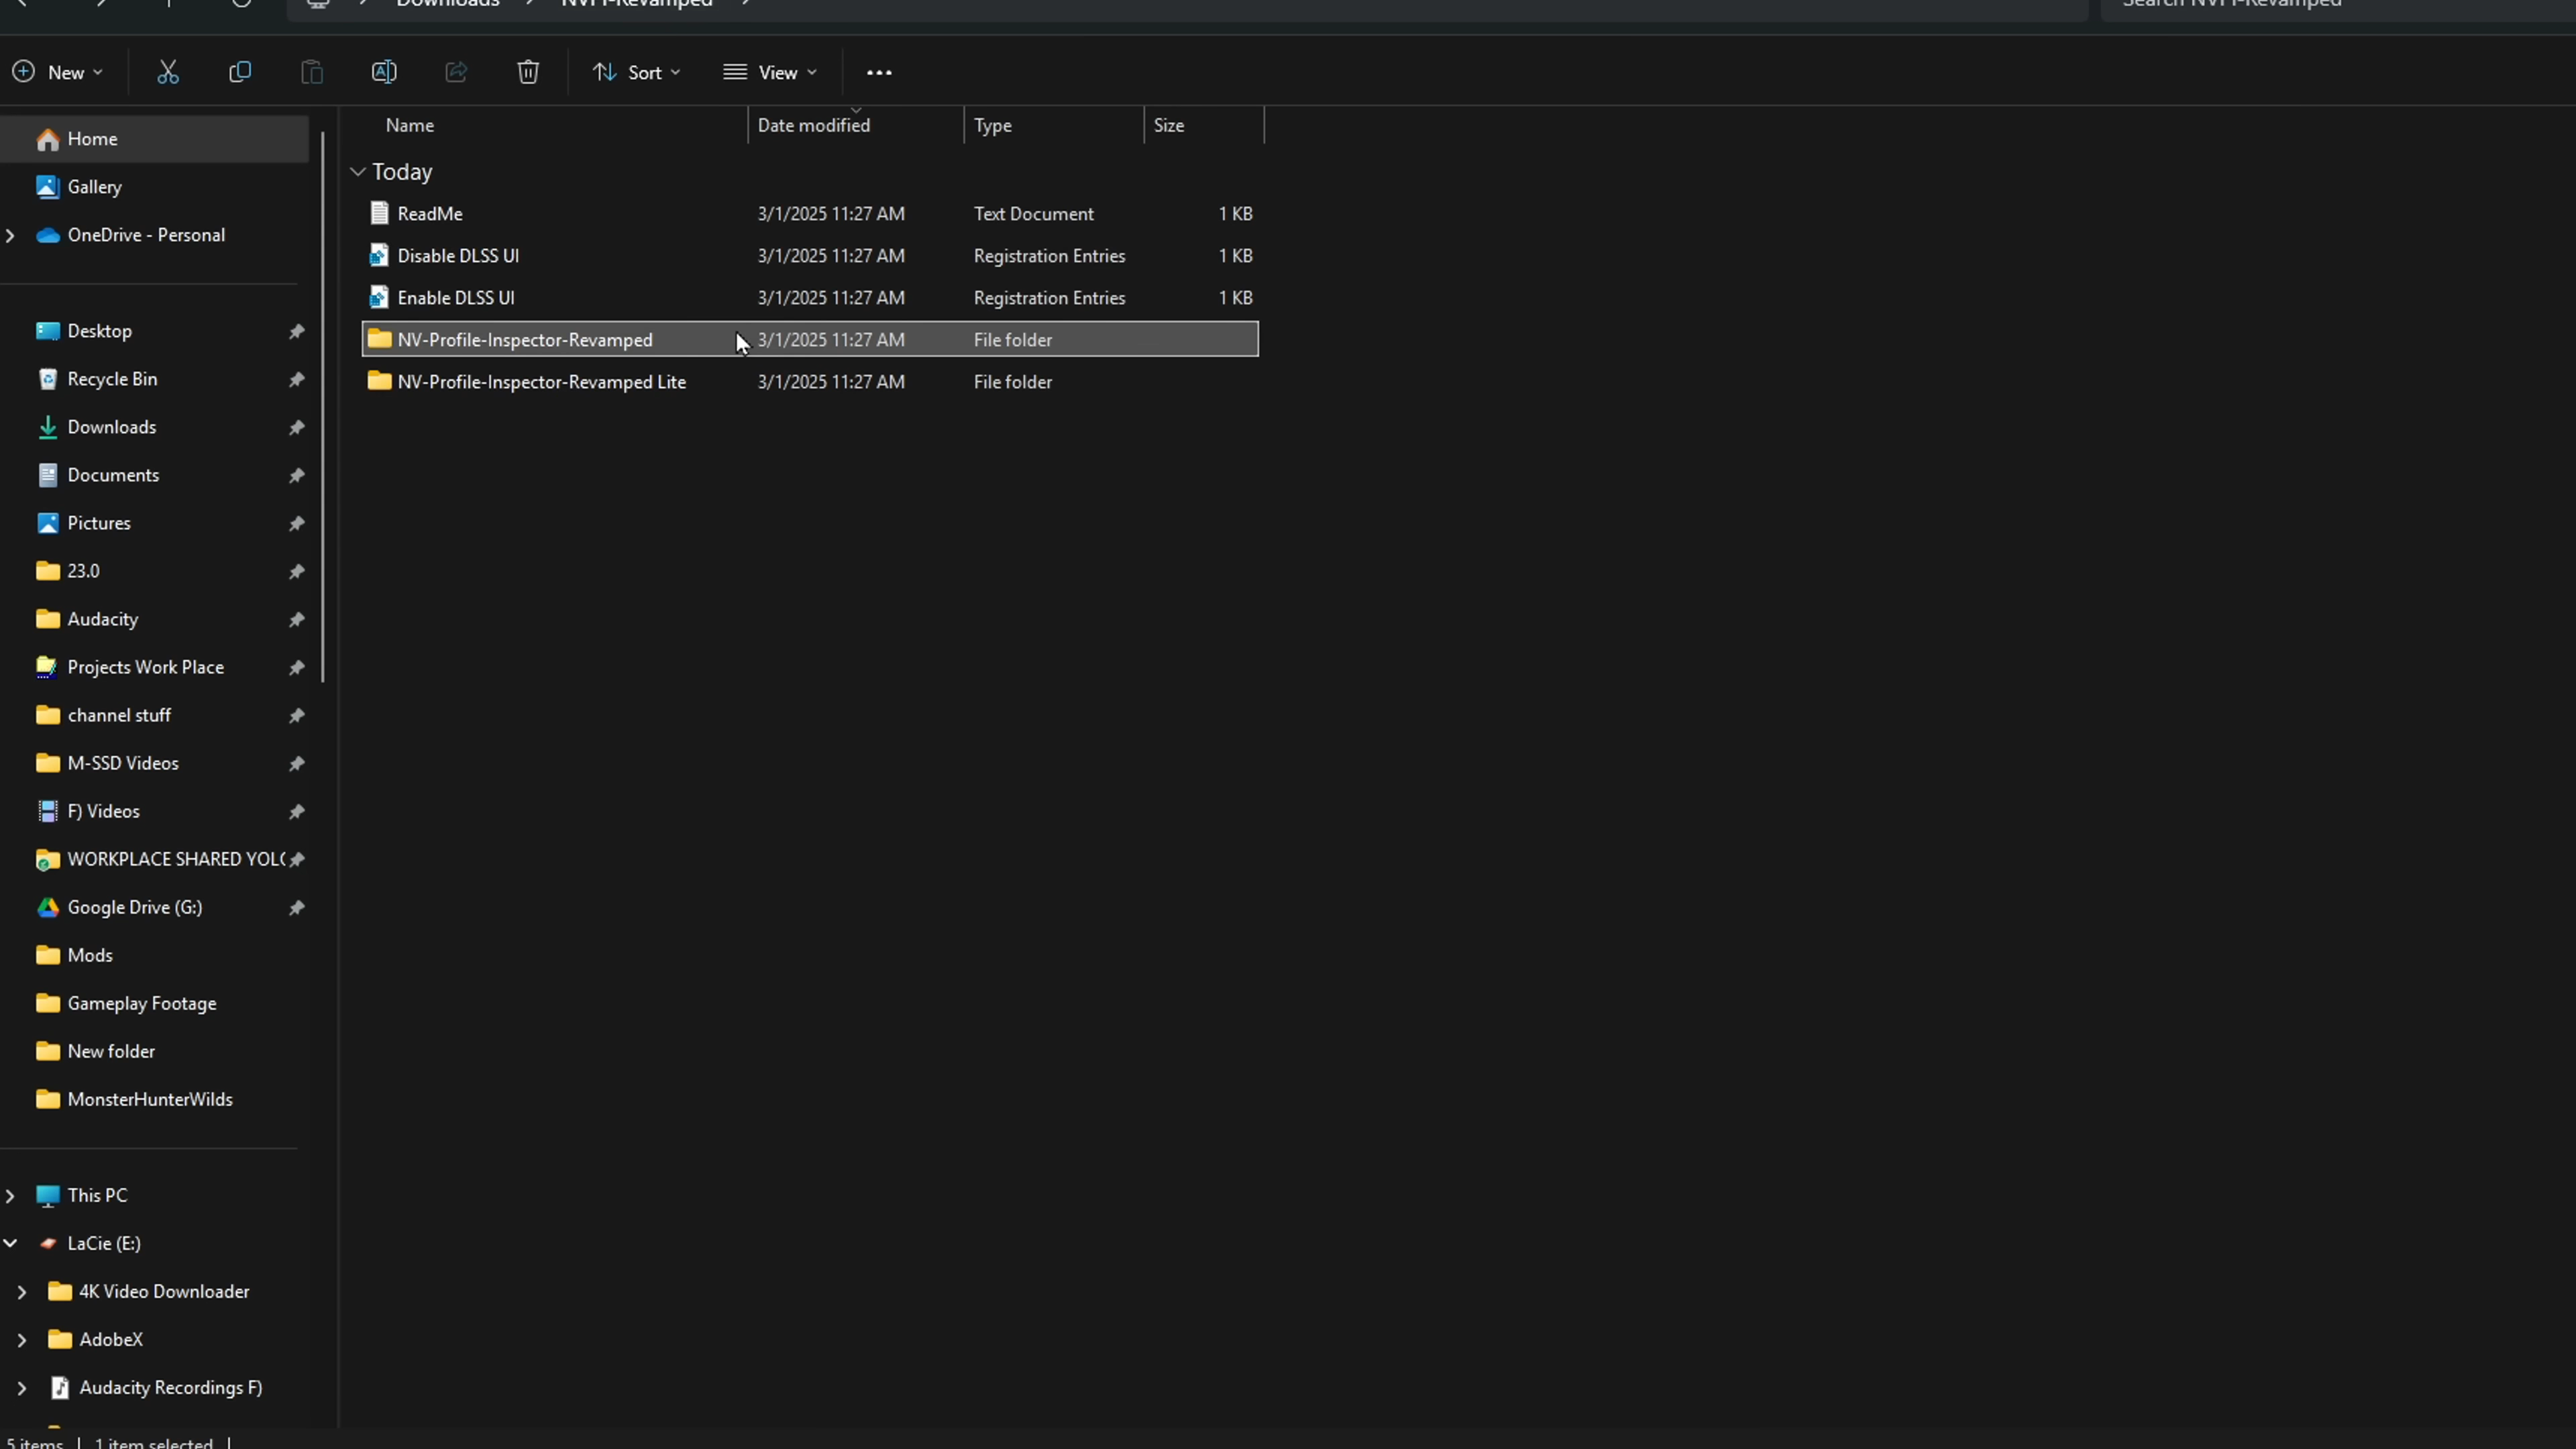 Downloads > NVPI-Revamped >
Search NVPI-Revamped
New
Sort
View
Name Date modified Type Size
Today
ReadMe 3/1/2025 11:27 AM Text Document 1 KB
Disable DLSS UI 3/1/2025 11:27 AM Registration Entries 1 KB
Enable DLSS UI 3/1/2025 11:27 AM Registration Entries 1 KB
NV-Profile-Inspector-Revamped 3/1/2025 11:27 AM File folder
NV-Profile-Inspector-Revamped Lite 3/1/2025 11:27 AM File folder
Home
Gallery
OneDrive - Personal
Desktop
Recycle Bin
Downloads
Documents
Pictures
23.0
Audacity
Projects Work Place
channel stuff
M-SSD Videos
F) Videos
WORKPLACE SHARED YOL
Google Drive (G:)
Mods
Gameplay Footage
New folder
MonsterHunterWilds
This PC
LaCie (E:)
4K Video Downloader
AdobeX
Audacity Recordings F)
5 items | 1 item selected |